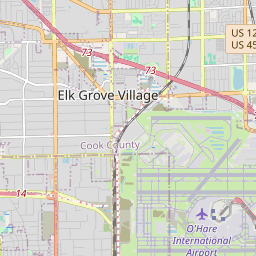 US 12
US 45
73
73
Elk Grove Village
Cook County
14
O'Hare
International
Airport